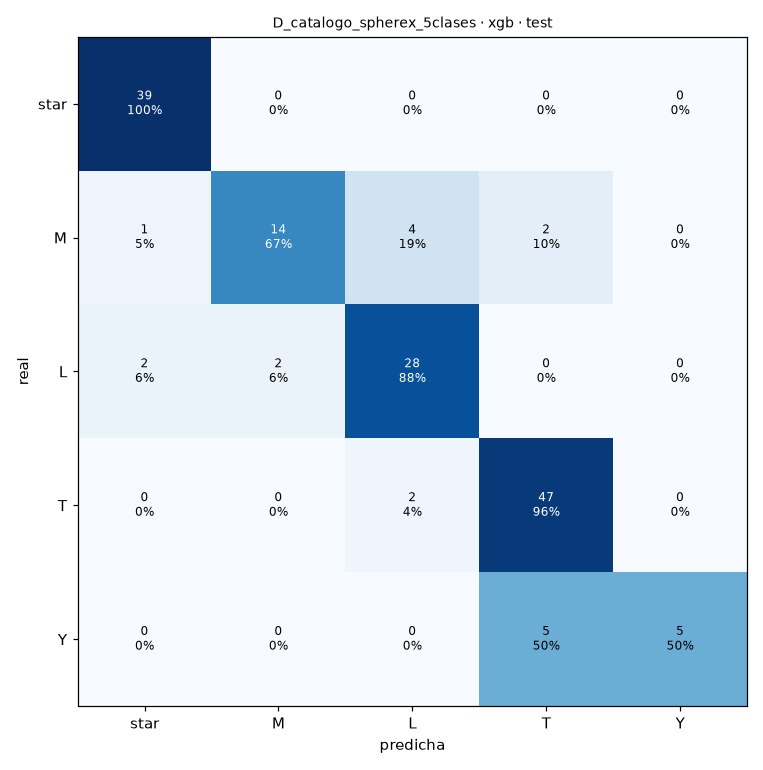 D_catalogo_spherex_5clases · xgb · test
star
39 0 0 0 0
100% 0% 0% 0% 0%
M
1 14 4 2 0
5% 67% 19% 10% 0%
real
L
2 2 28 0 0
6% 6% 88% 0% 0%
T
0 0 2 47 0
0% 0% 4% 96% 0%
Y
0 0 0 5 5
0% 0% 0% 50% 50%
star M L T Y
predicha